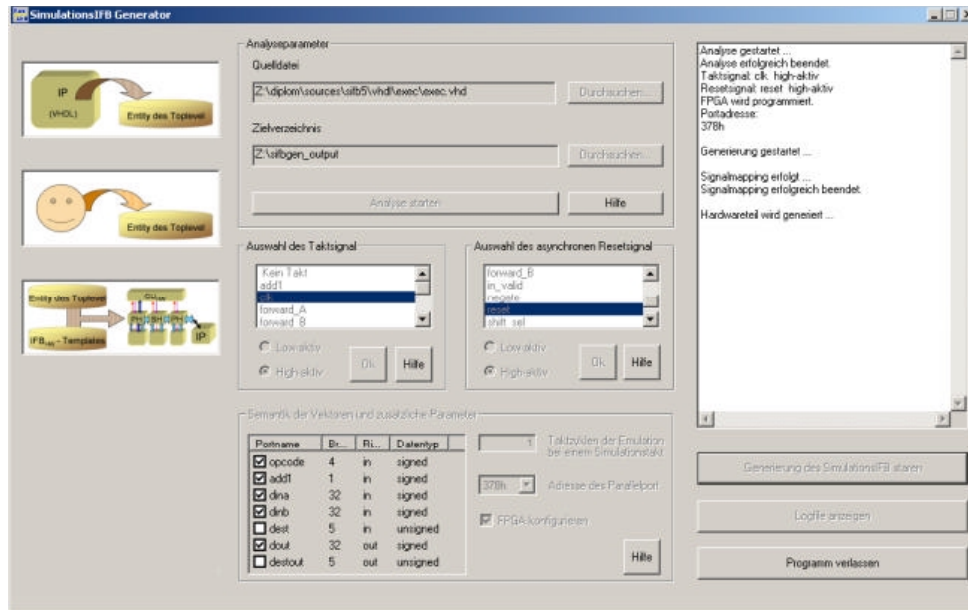 SimulationsIFB Generator
IP
(VHDL)
Entity des Toplevel
Entity des Toplevel
Entity des Toplevel
IFB - Templates
PH
BH
PH
IP
Analyseparameter
Quelldatei
Z:\diplom\sources\sifb5\vhdl\exec\exec.vhd
Durchsuchen...
Zielverzeichnis
Z:\sifbgen_output
Durchsuchen...
Analyse starten
Hilfe
Auswahl des Taktsignal
Kein Takt
add1
clk
forward_A
forward_B
Low-aktiv
High-aktiv
Ok
Hilfe
Auswahl des asynchronen Resetsignal
forward_B
in_valid
negate
reset
shift_sel
Low-aktiv
High-aktiv
Ok
Hilfe
Semantik der Vektoren und zusätzliche Parameter
Portname Br... Ri... Datentyp
opcode 4 in signed
add1 1 in signed
dina 32 in signed
dinb 32 in signed
dest 5 in unsigned
dout 32 out signed
destout 5 out unsigned
1 Taktzyklen der Emulation
bei einem Simulationstakt
378h Adresse des Parallelport
FPGA konfigurieren
Hilfe
Analyse gestartet ...
Analyse erfolgreich beendet.
Taktsignal: clk high-aktiv
Resetsignal: reset high-aktiv
FPGA wird programmiert.
Portadresse:
378h
Generierung gestartet ...
Signalmapping erfolgt ...
Signalmapping erfolgreich beendet.
Hardwareteil wird generiert ...
Generierung des SimulationsIFB staren
Logfile anzeigen
Programm verlassen